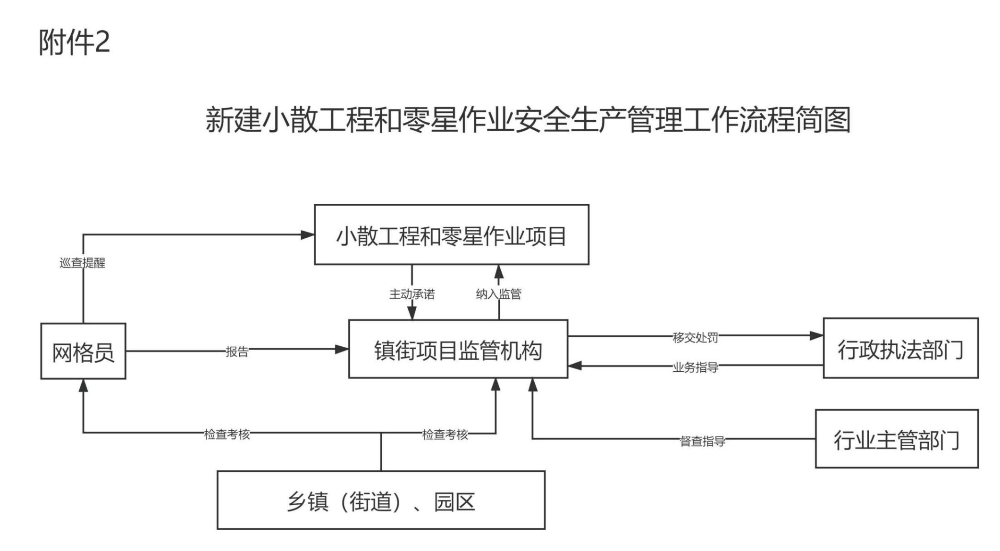 附件2
新建小散工程和零星作业安全生产管理工作流程简图
小散工程和零星作业项目
巡查提醒
主动承诺
纳入监管
网格员
报告
镇街项目监管机构
移交处罚
业务指导
行政执法部门
检查考核
检查考核
督查指导
行业主管部门
乡镇（街道）、园区